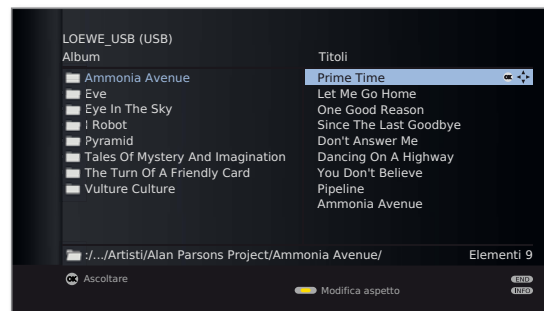 LOEWE_USB (USB)
Album
Ammonia Avenue
Eve
Eye In The Sky
I Robot
Pyramid
Tales Of Mystery And Imagination
The Turn Of A Friendly Card
Vulture Culture
Titoli
Prime Time OK
Let Me Go Home
One Good Reason
Since The Last Goodbye
Don't Answer Me
Dancing On A Highway
You Don't Believe
Pipeline
Ammonia Avenue
:/.../Artisti/Alan Parsons Project/Ammonia Avenue/ Elementi 9
OK Ascoltare
END
Modifica aspetto
INFO